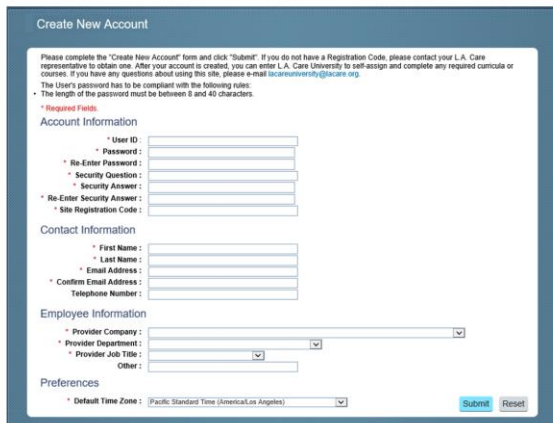 Create New Account
Please complete the "Create New Account" form and click "Submit". If you do not have a Registration Code, please contact your L.A. Care
representative to obtain one. After your account is created, you can enter L.A. Care University to self-assign and complete any required curricula or
courses. If you have any questions about using this site, please e-mail lacareuniversity@lacare.org.
The User's password has to be compliant with the following rules:
• The length of the password must be between 8 and 40 characters.
* Required Fields.
Account Information
* User ID :
* Password :
* Re-Enter Password :
* Security Question :
* Security Answer :
* Re-Enter Security Answer :
* Site Registration Code :
Contact Information
* First Name :
* Last Name :
* Email Address :
* Confirm Email Address :
Telephone Number :
Employee Information
* Provider Company :
* Provider Department :
* Provider Job Title :
Other :
Preferences
* Default Time Zone : Pacific Standard Time (America/Los Angeles)
Submit Reset